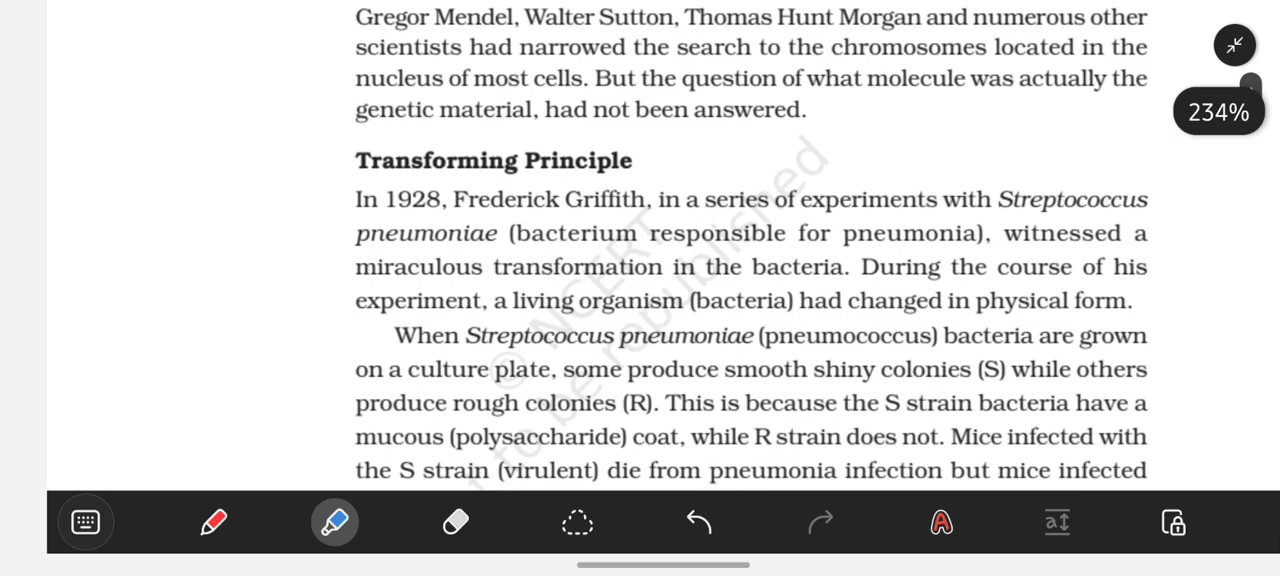 Gregor Mendel, Walter Sutton, Thomas Hunt Morgan and numerous other
scientists had narrowed the search to the chromosomes located in the
nucleus of most cells. But the question of what molecule was actually the
genetic material, had not been answered.
234%
Transforming Principle
In 1928, Frederick Griffith, in a series of experiments with Streptococcus
pneumoniae (bacterium responsible for pneumonia), witnessed a
miraculous transformation in the bacteria. During the course of his
experiment, a living organism (bacteria) had changed in physical form.
When Streptococcus pneumoniae (pneumococcus) bacteria are grown
on a culture plate, some produce smooth shiny colonies (S) while others
produce rough colonies (R). This is because the S strain bacteria have a
mucous (polysaccharide) coat, while R strain does not. Mice infected with
the S strain (virulent) die from pneumonia infection but mice infected
© NCERT
to be republished
A
a